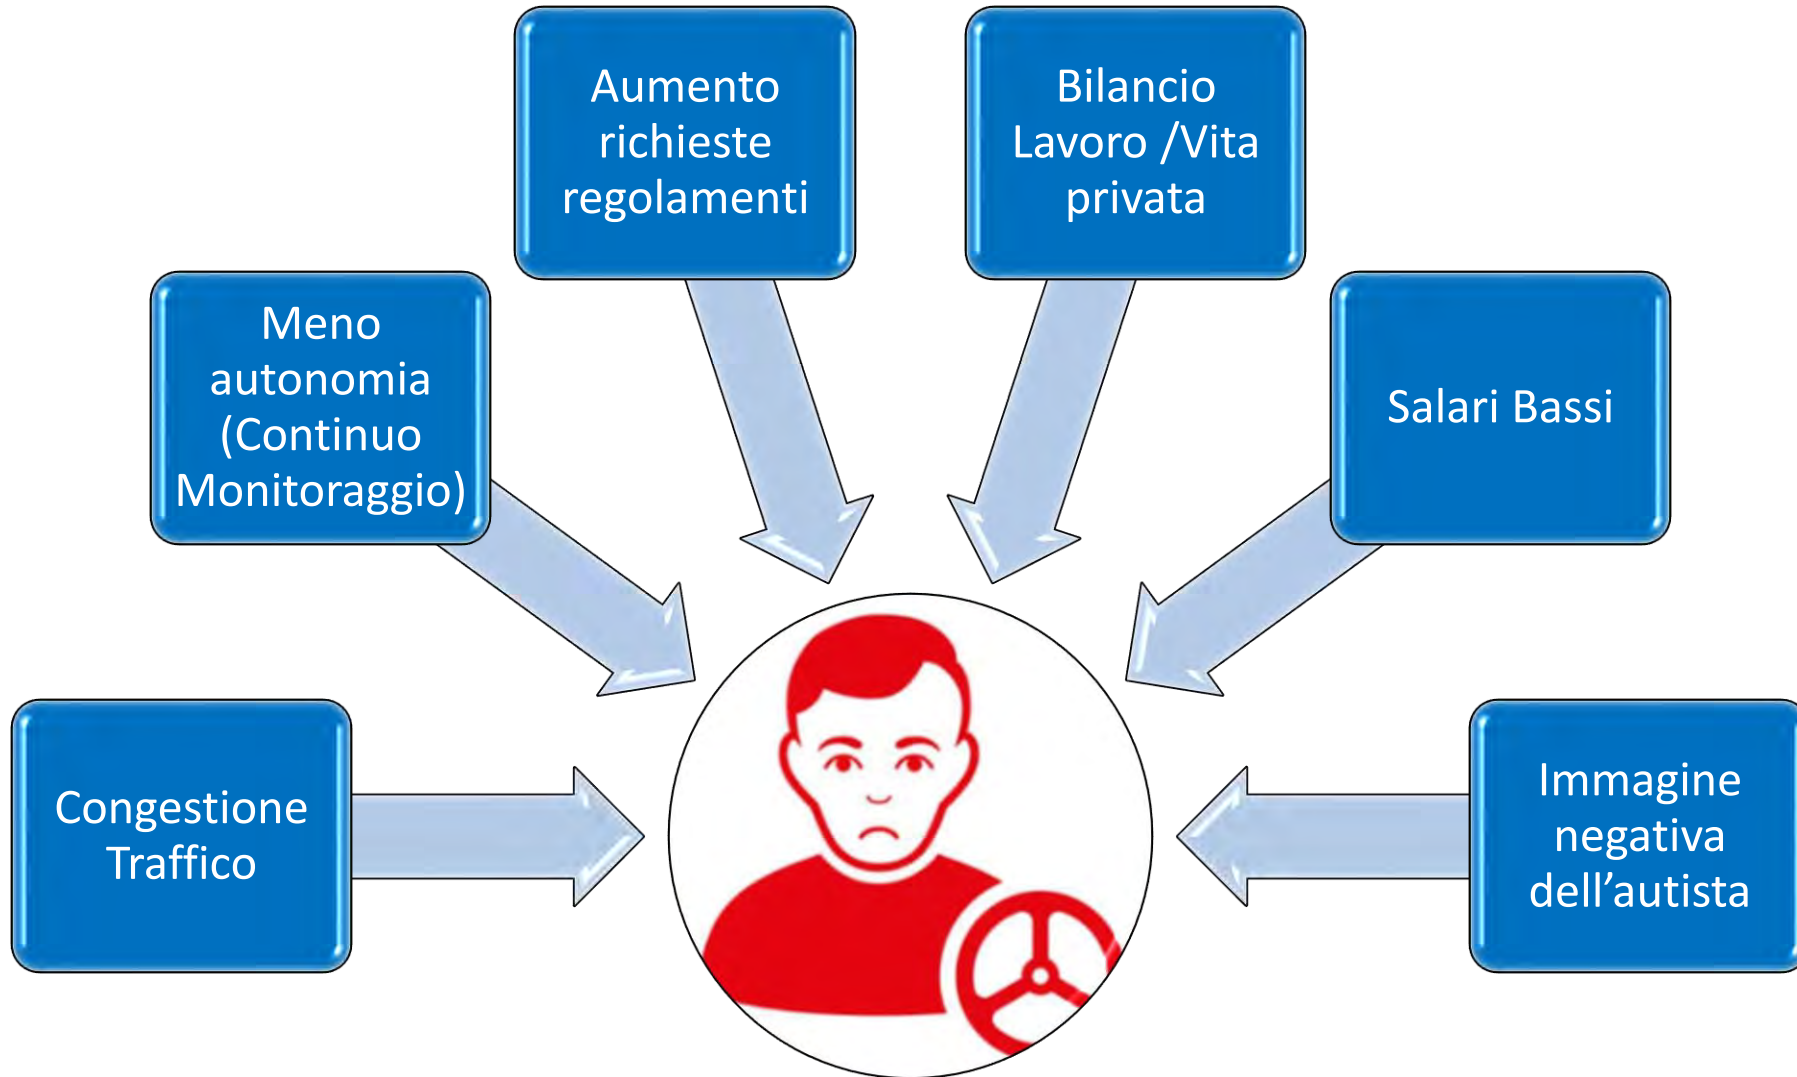 Aumento
richieste
regolamenti
Bilancio
Lavoro /Vita
privata
Meno
autonomia
(Continuo
Monitoraggio)
Salari Bassi
Congestione
Traffico
Immagine
negativa
dell’autista